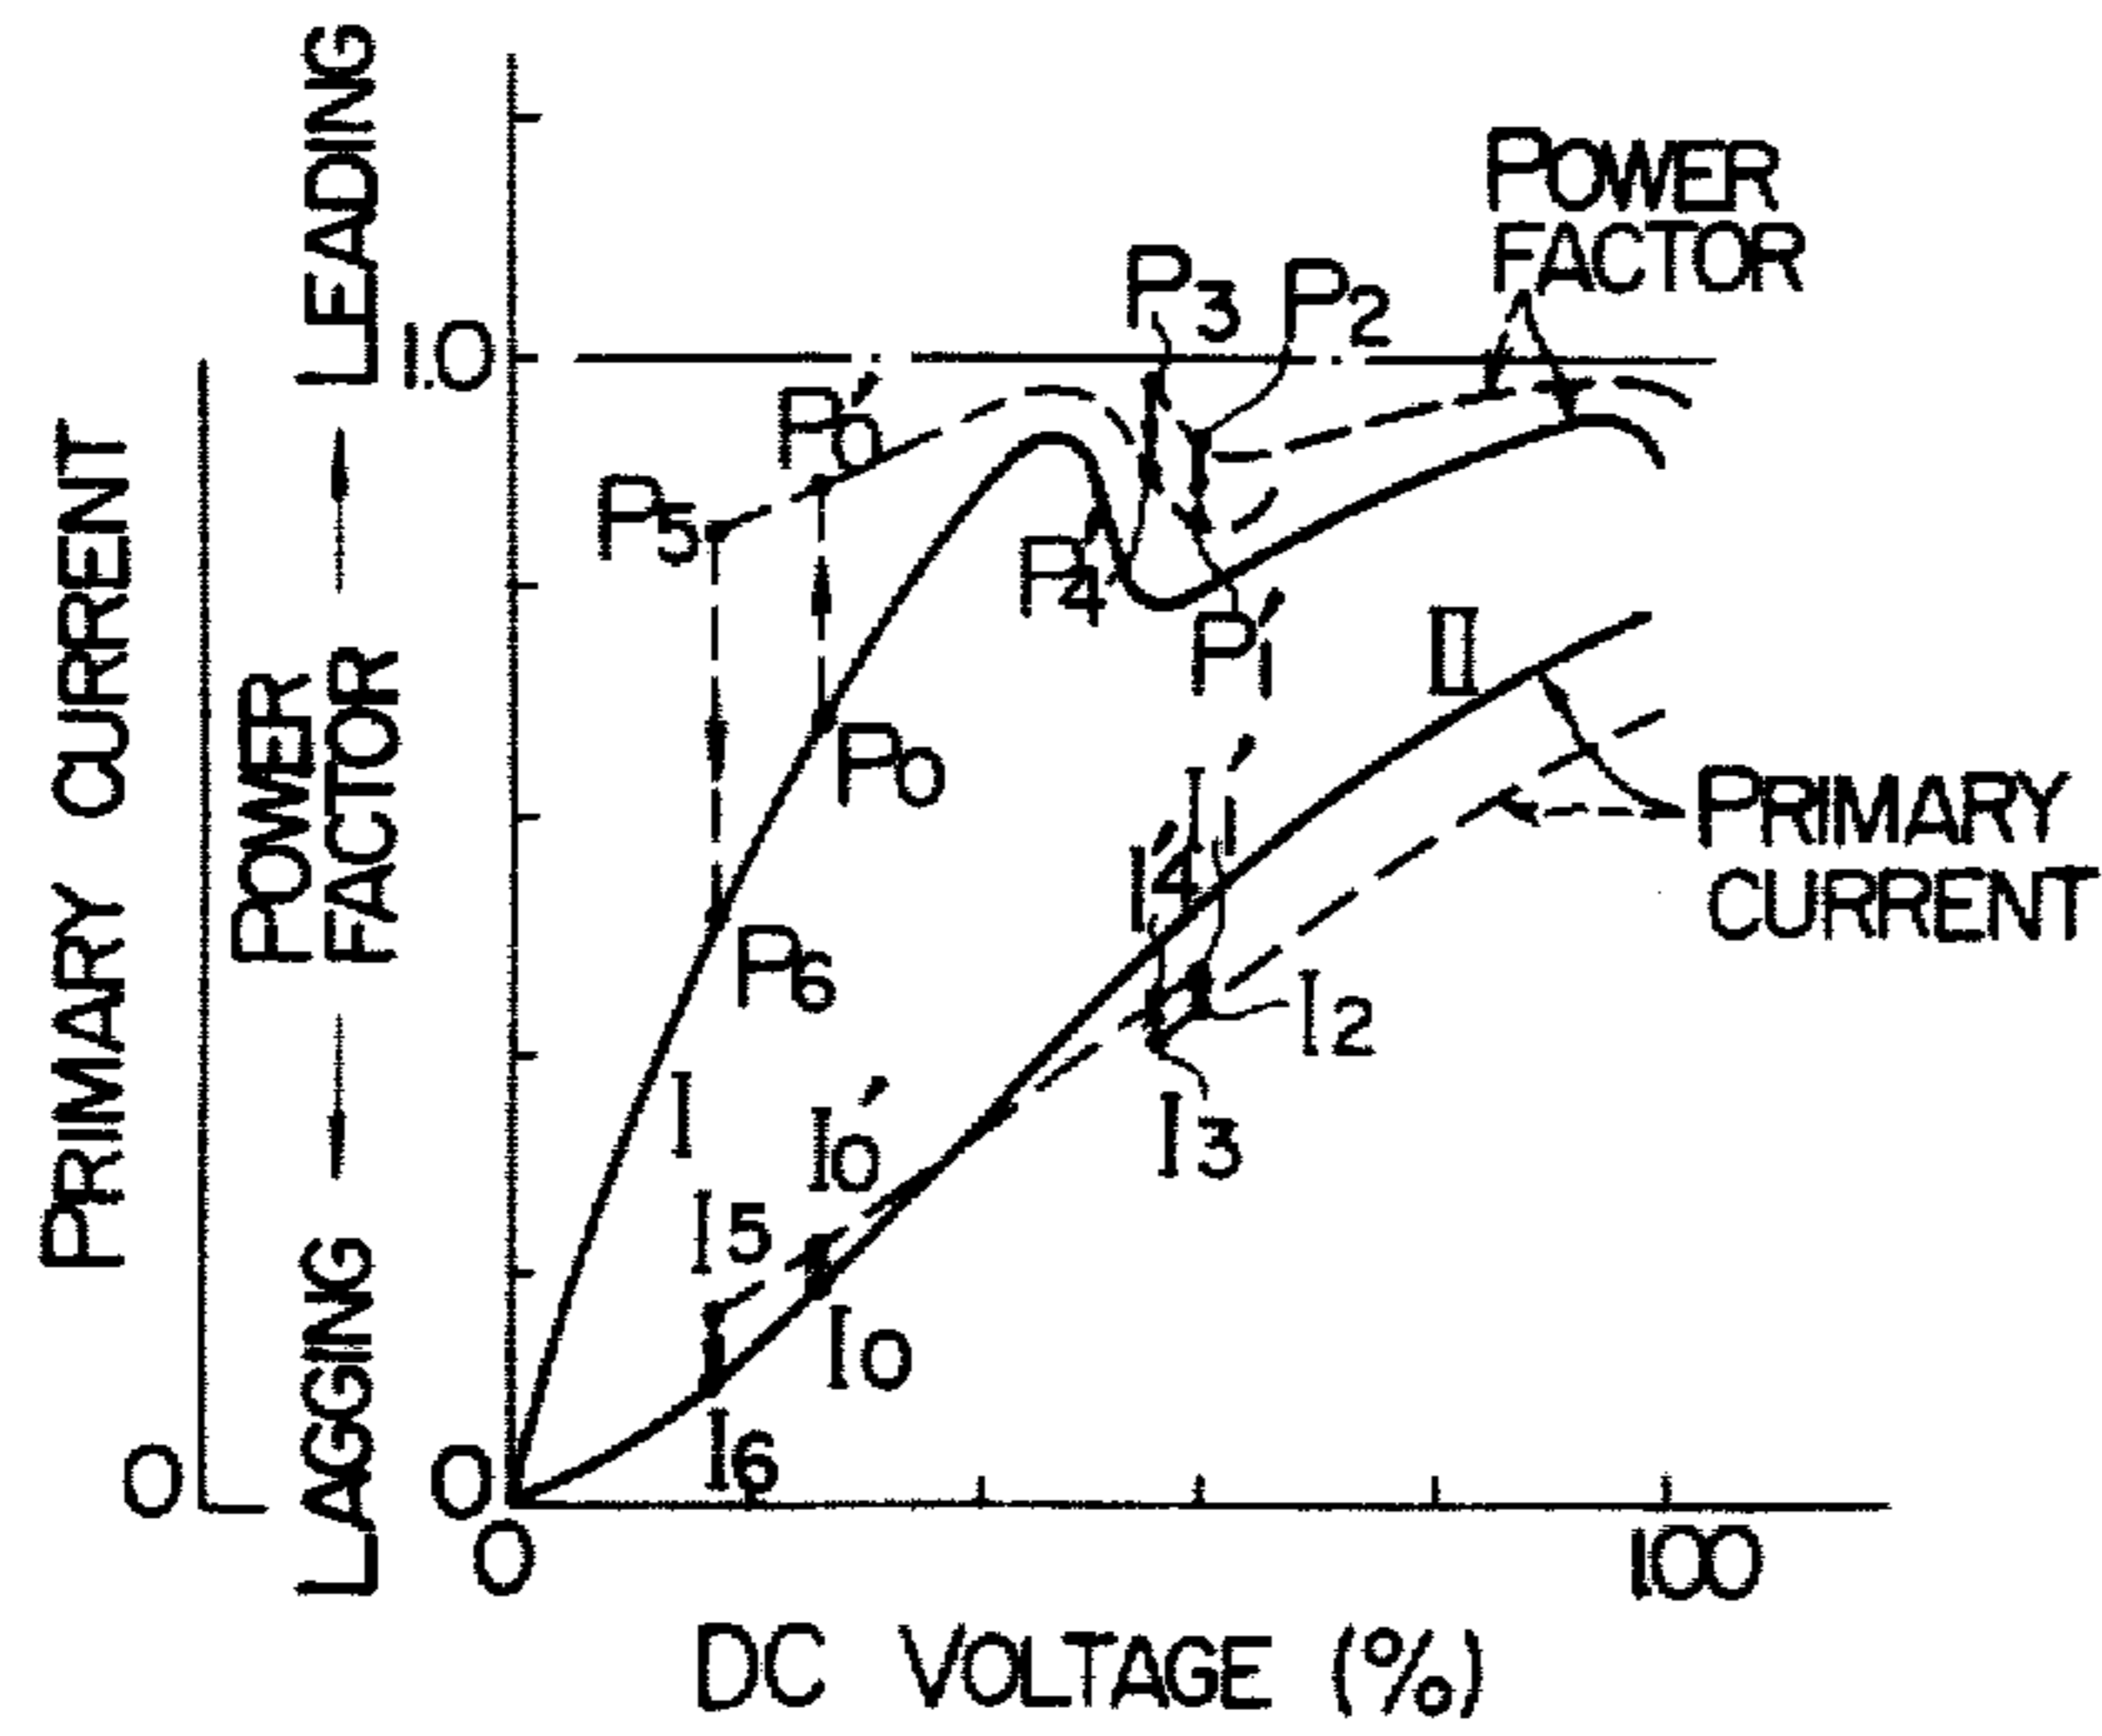 PRIMARY CURRENT
LAGGING ← POWER FACTOR → LEADING
1.0
0
0
0
100
DC VOLTAGE (%)
POWER
FACTOR
P3
P2
P0'
P5
P4
P1'
P0
P6
II
I1'
I4'
PRIMARY
CURRENT
I2
I3
I
I0'
I5
I0
I6